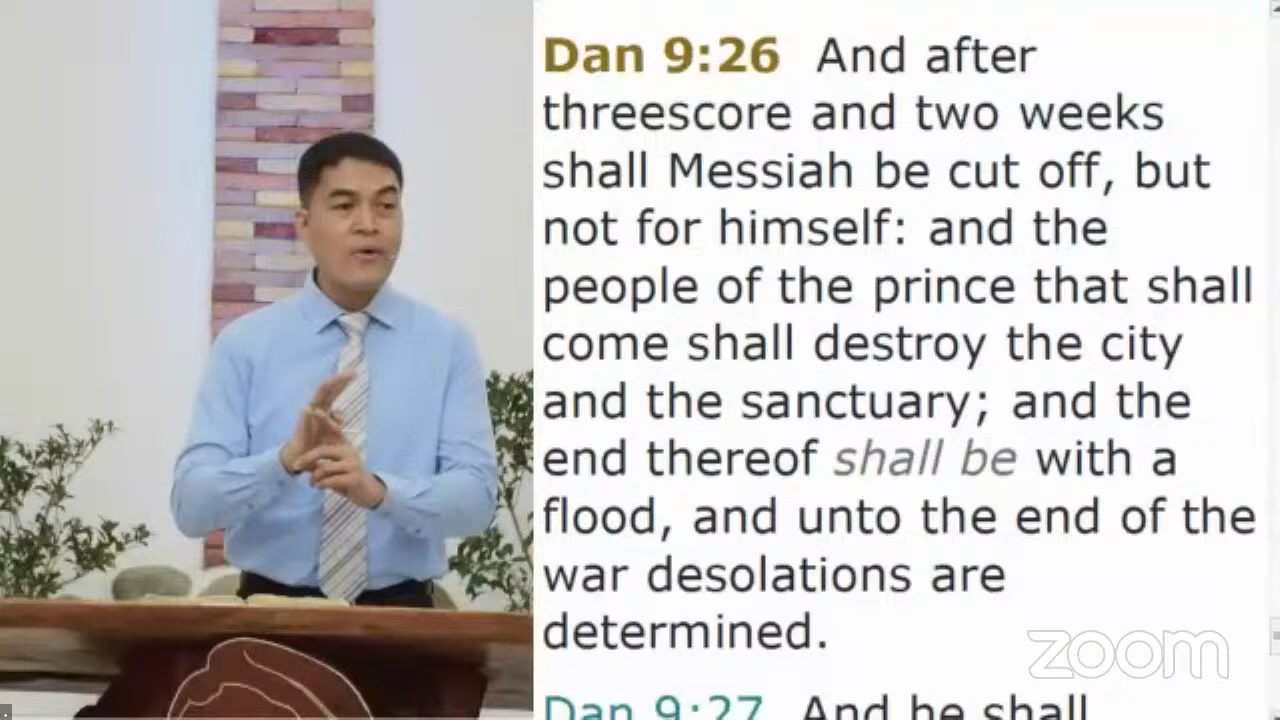 Dan 9:26 And after
threescore and two weeks
shall Messiah be cut off, but
not for himself: and the
people of the prince that shall
come shall destroy the city
and the sanctuary; and the
end thereof shall be with a
flood, and unto the end of the
war desolations are
determined.
zoom
Dan 9:27 And he shall